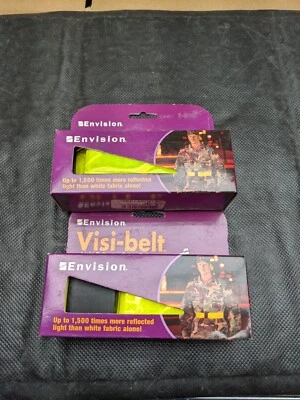 Envision
Envision
Up to 1,500 times more reflected
light than white fabric alone!
Envision
Visi-belt
Envision
Up to 1,500 times more reflected
light than white fabric alone!